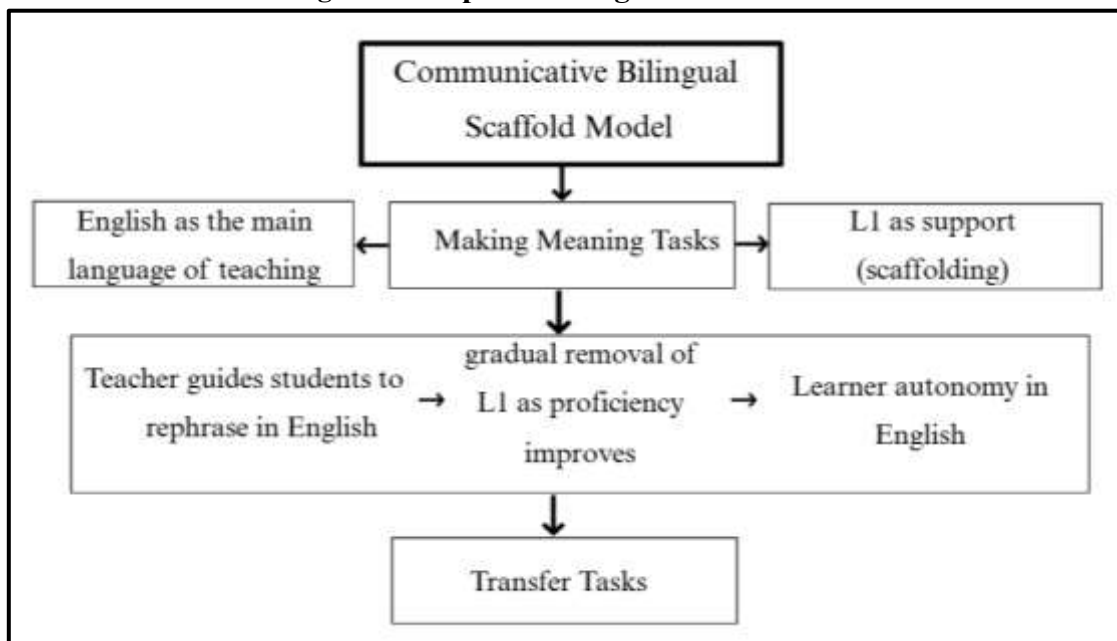 Communicative Bilingual
Scaffold Model
English as the main
language of teaching
Making Meaning Tasks
L1 as support
(scaffolding)
Teacher guides students to
rephrase in English
→
gradual removal of
L1 as proficiency
improves
→
Learner autonomy in
English
Transfer Tasks